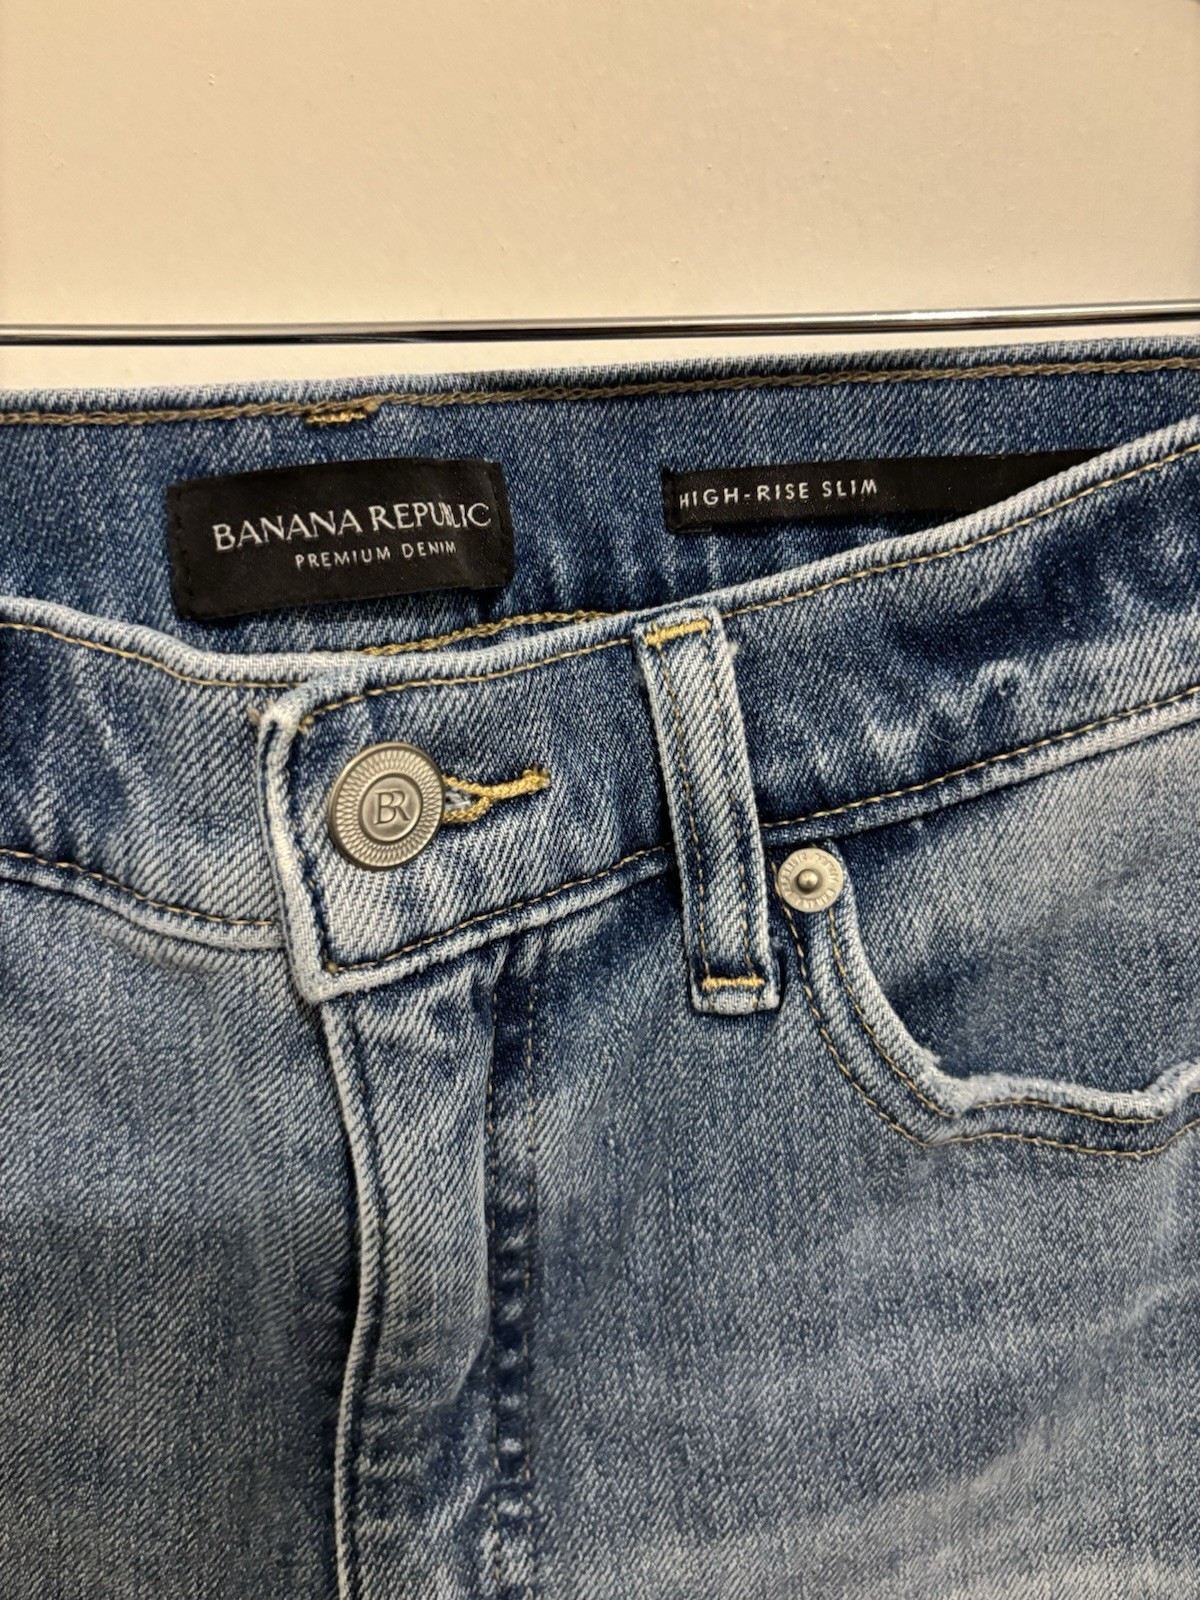 BANANA REPUBLIC
PREMIUM DENIM
HIGH-RISE SLIM
BR